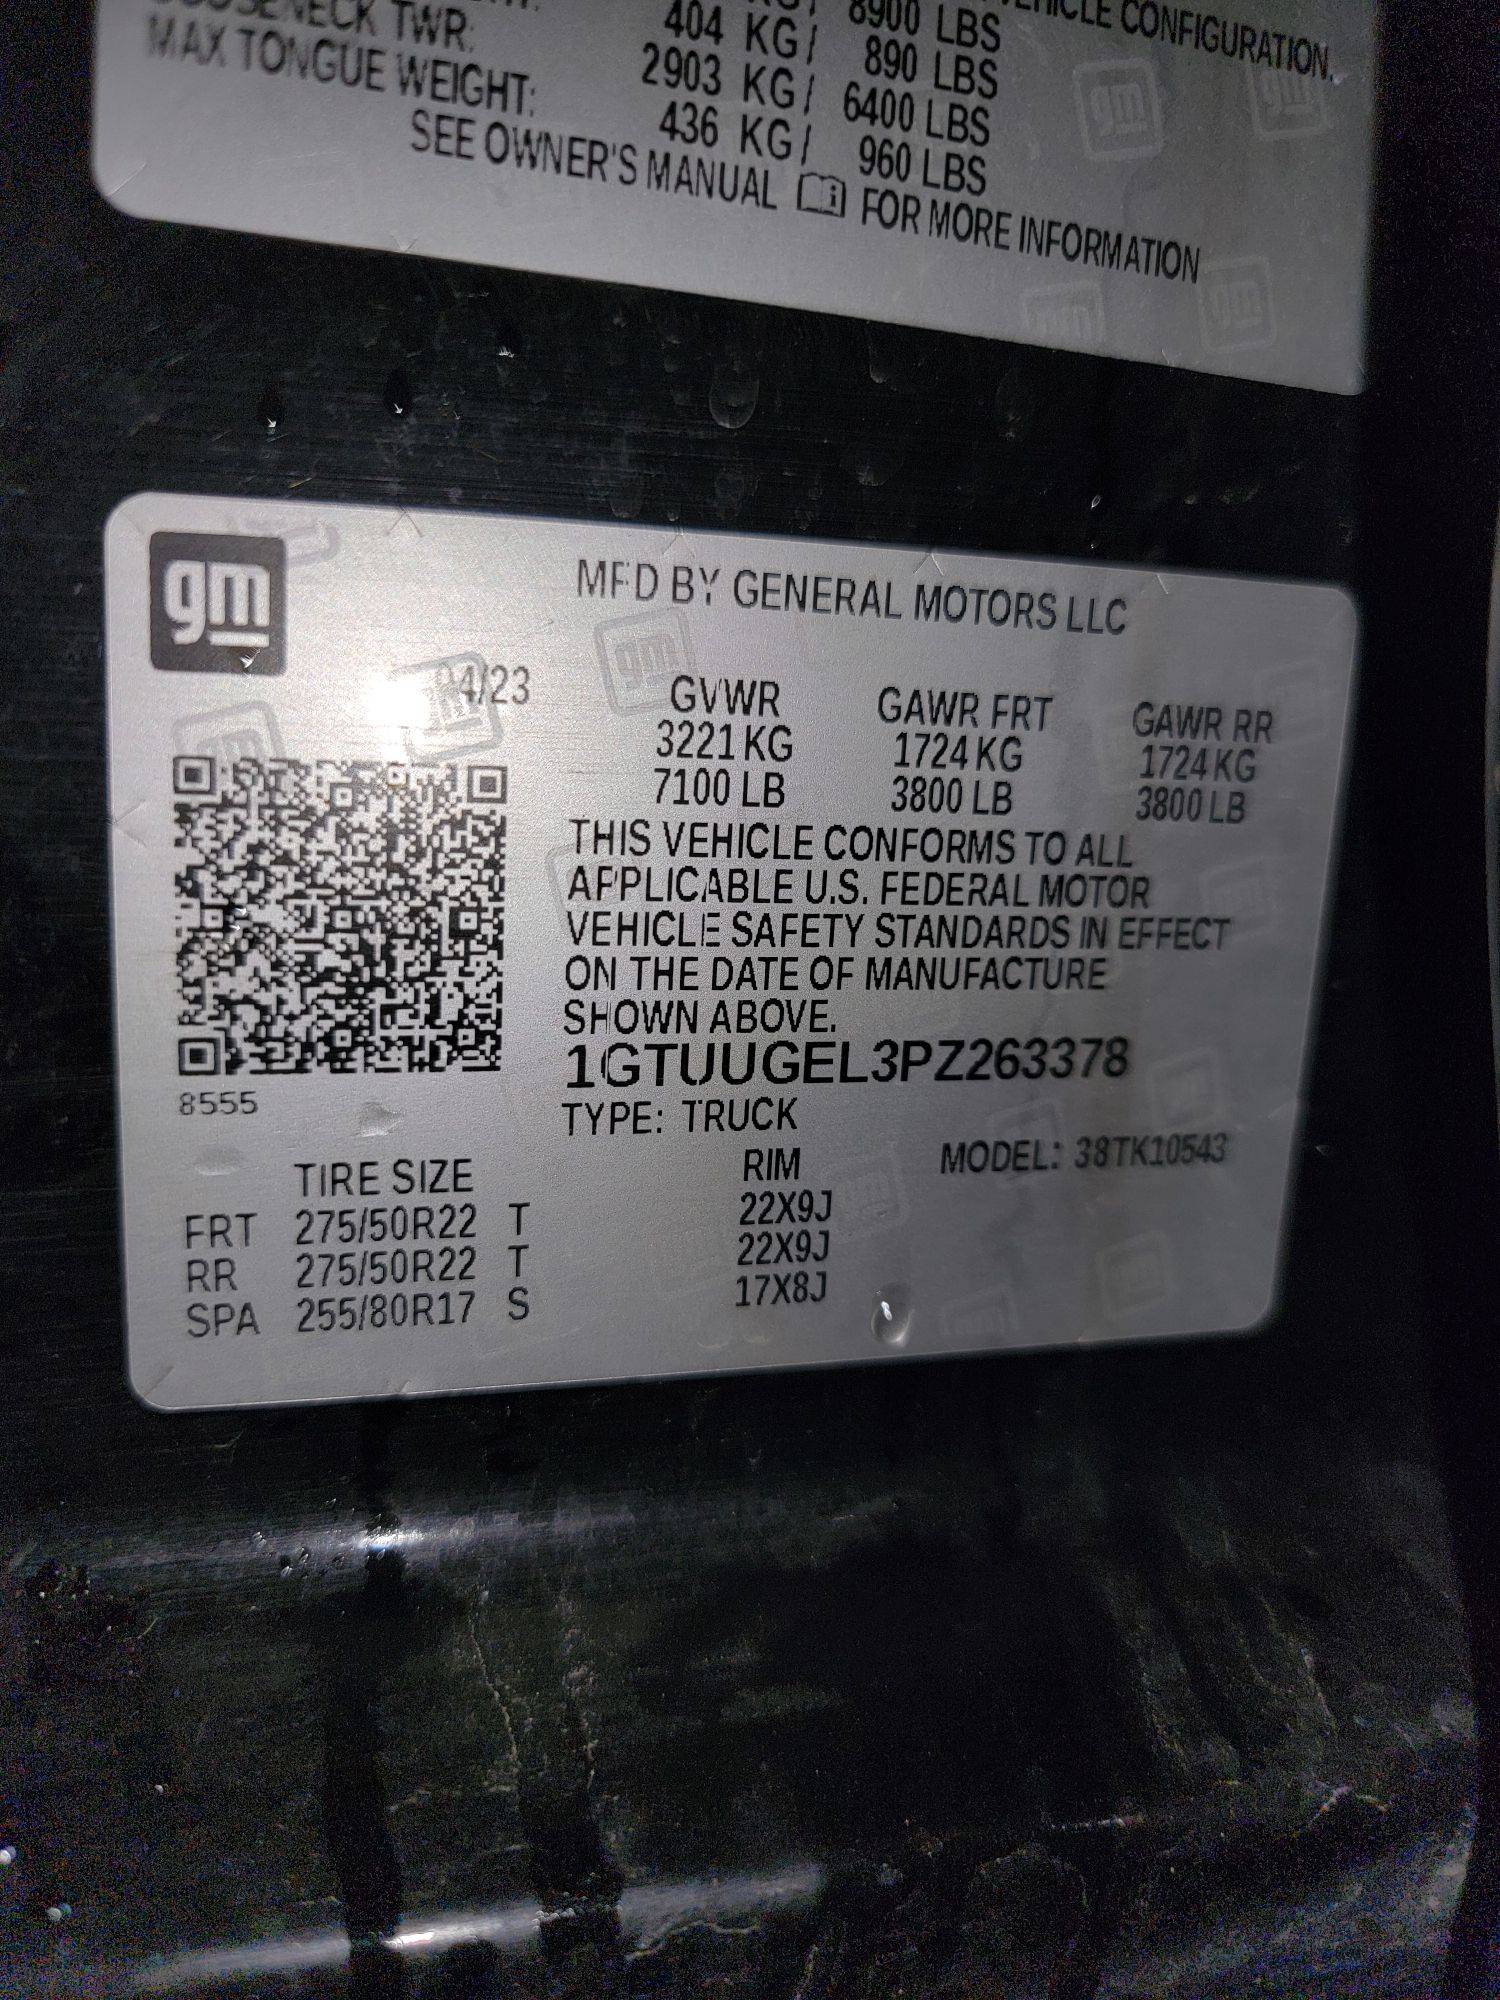 8900 LBS
VEHICLE CONFIGURATION.
GOOSENECK TWR: 404 KG/ 890 LBS
2903 KG/ 6400 LBS
MAX TONGUE WEIGHT: 436 KG/ 960 LBS
SEE OWNER'S MANUAL FOR MORE INFORMATION
gm
MFD BY GENERAL MOTORS LLC
04/23
GVWR GAWR FRT GAWR RR
3221 KG 1724 KG 1724 KG
7100 LB 3800 LB 3800 LB
THIS VEHICLE CONFORMS TO ALL
APPLICABLE U.S. FEDERAL MOTOR
VEHICLE SAFETY STANDARDS IN EFFECT
ON THE DATE OF MANUFACTURE
SHOWN ABOVE.
1GTUUGEL3PZ263378
8555
TYPE: TRUCK
TIRE SIZE RIM MODEL: 38TK10543
FRT 275/50R22 T 22X9J
RR 275/50R22 T 22X9J
SPA 255/80R17 S 17X8J